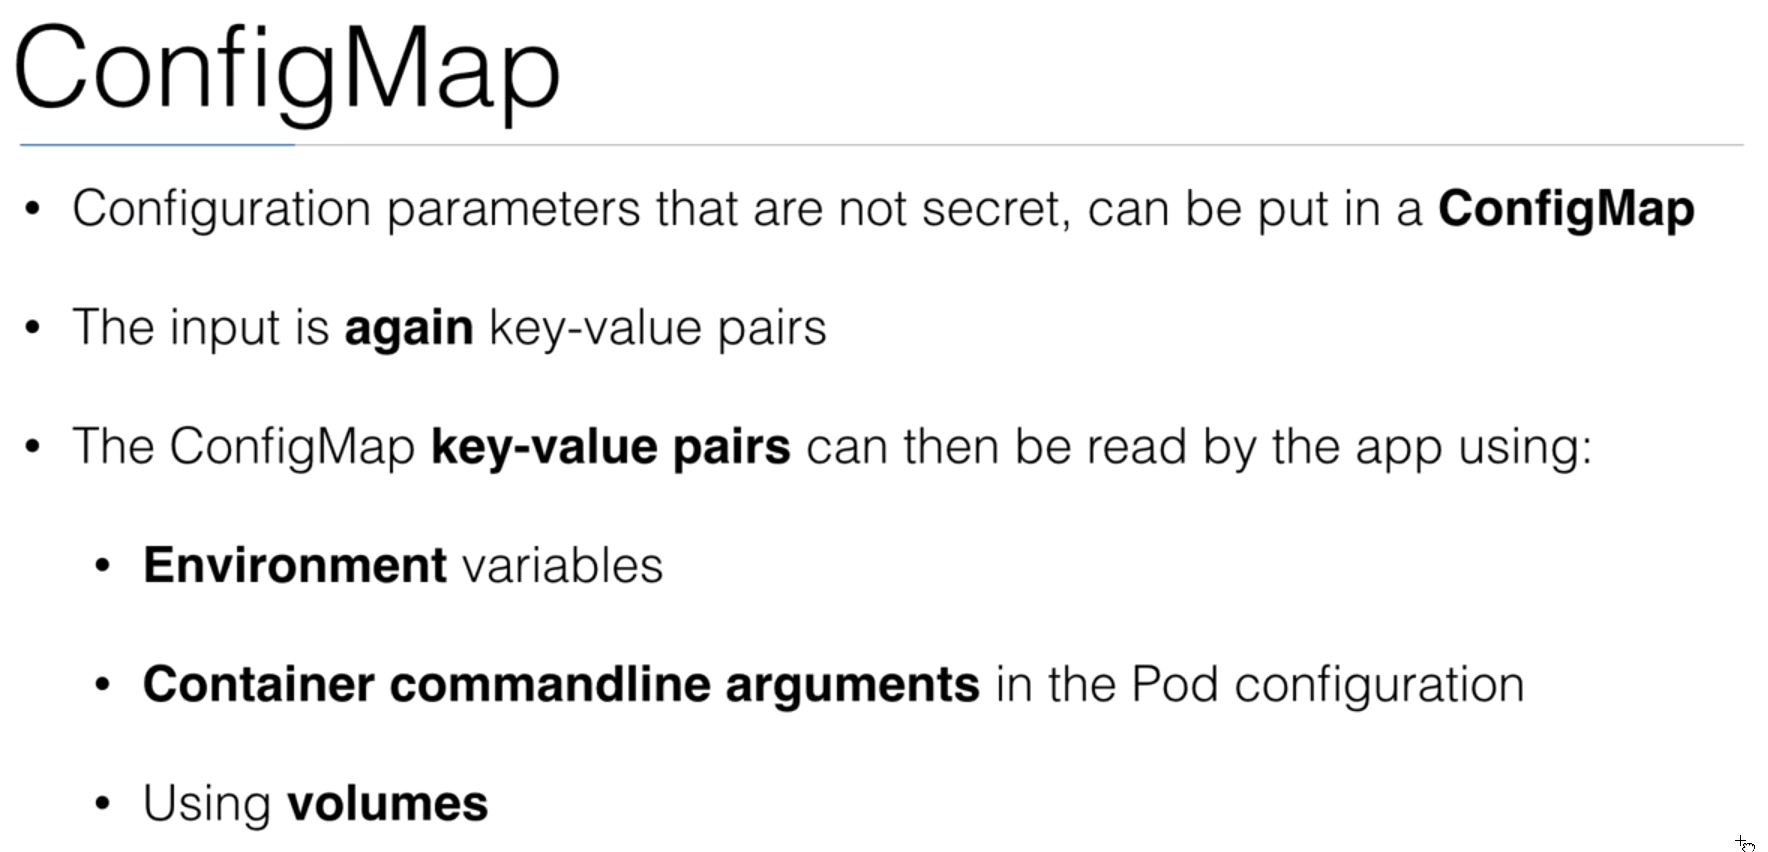 ConfigMap
• Configuration parameters that are not secret, can be put in a ConfigMap
• The input is again key-value pairs
• The ConfigMap key-value pairs can then be read by the app using:
• Environment variables
• Container commandline arguments in the Pod configuration
• Using volumes